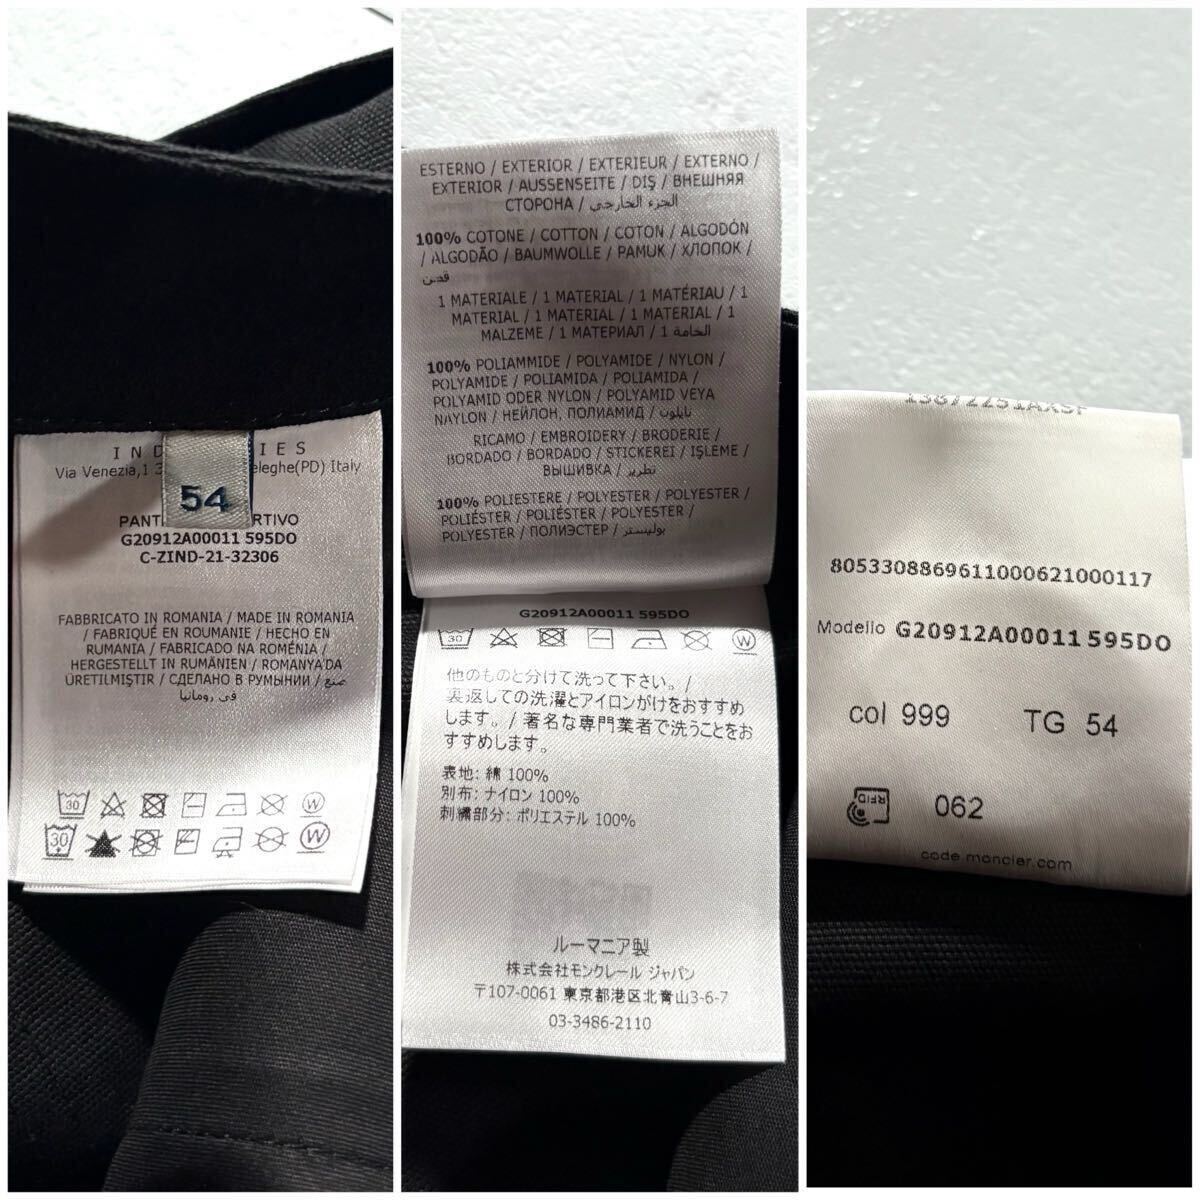 IND IES
Via Venezia,1 3 eleghe(PD) Italy
54
PANT RTIVO
G20912A00011 595DO
C-ZIND-21-32306
FABBRICATO IN ROMANIA / MADE IN ROMANIA
/ FABRIQUÉ EN ROUMANIE / HECHO EN
RUMANIA / FABRICADO NA ROMÉNIA /
HERGESTELLT IN RUMÄNIEN / ROMANYA'DA
ÜRETILMIŞTIR / СДЕЛАНО В РУМЫНИИ / صنع
في رومانيا
30 W
30 W
ESTERNO / EXTERIOR / EXTERIEUR / EXTERNO /
EXTERIOR / AUSSENSEITE / DIŞ / ВНЕШНЯЯ
СТОРОНА / الجزء الخارجي
100% COTONE / COTTON / COTON / ALGODÓN
/ ALGODÃO / BAUMWOLLE / PAMUK / ХЛОПОК /
قطن
1 MATERIALE / 1 MATERIAL / 1 MATÉRIAU / 1
MATERIAL / 1 MATERIAL / 1 MATERIAL / 1
MALZEME / 1 МАТЕРИАЛ / الخامة 1
100% POLIAMMIDE / POLYAMIDE / NYLON /
POLYAMIDE / POLIAMIDA / POLIAMIDA /
POLYAMID ODER NYLON / POLYAMID VEYA
NAYLON / НЕЙЛОН, ПОЛИАМИД / نايلون
RICAMO / EMBROIDERY / BRODERIE /
BORDADO / BORDADO / STICKEREI / IŞLEME /
ВЫШИВКА / تطريز
100% POLIESTERE / POLYESTER / POLYESTER /
POLIÉSTER / POLIÉSTER / POLYESTER /
POLYESTER / ПОЛИЭСТЕР / بوليستر
G20912A00011 595DO
30 W
他のものと分けて洗って下さい。/
裏返しての洗濯とアイロンがけをおすすめ
します。/ 著名な専門業者で洗うことをお
すすめします。
表地: 綿 100%
別布: ナイロン 100%
刺繍部分: ポリエステル 100%
ルーマニア製
株式会社モンクレール ジャパン
〒107-0061 東京都港区北青山3-6-7
03-3486-2110
13872251AXSF
8053308869611000621000117
Modello G20912A00011 595DO
col 999 TG 54
RFID 062
code.moncler.com